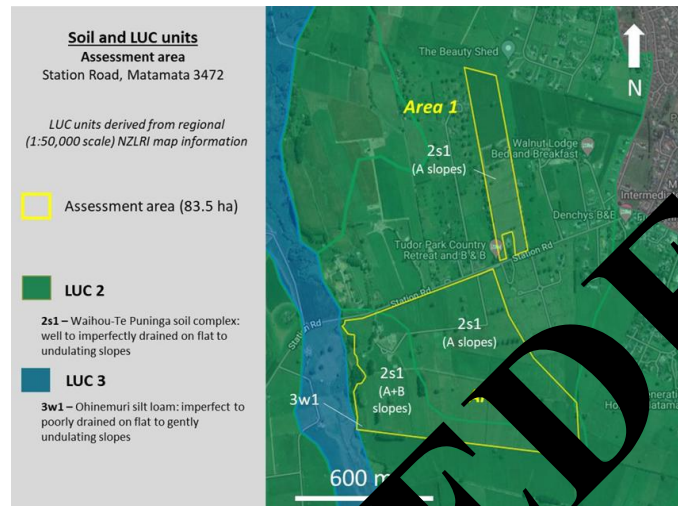 Soil and LUC units
Assessment area
Station Road, Matamata 3472
LUC units derived from regional
(1:50,000 scale) NZLRI map information
Assessment area (83.5 ha)
LUC 2
2s1 – Waihou-Te Puninga soil complex:
well to imperfectly drained on flat to
undulating slopes
LUC 3
3w1 – Ohinemuri silt loam: imperfect to
poorly drained on flat to gently
undulating slopes
The Beauty Shed
N
Area 1
2s1
(A slopes)
Walnut Lodge
Bed and Breakfast
Intermedi
Denchys B&B
Tudor Park Country
Retreat and B & B
Station Rd
Station Rd
Station Rd
2s1
(A slopes)
2s1
(A+B
slopes)
3w1
600 m
EDE